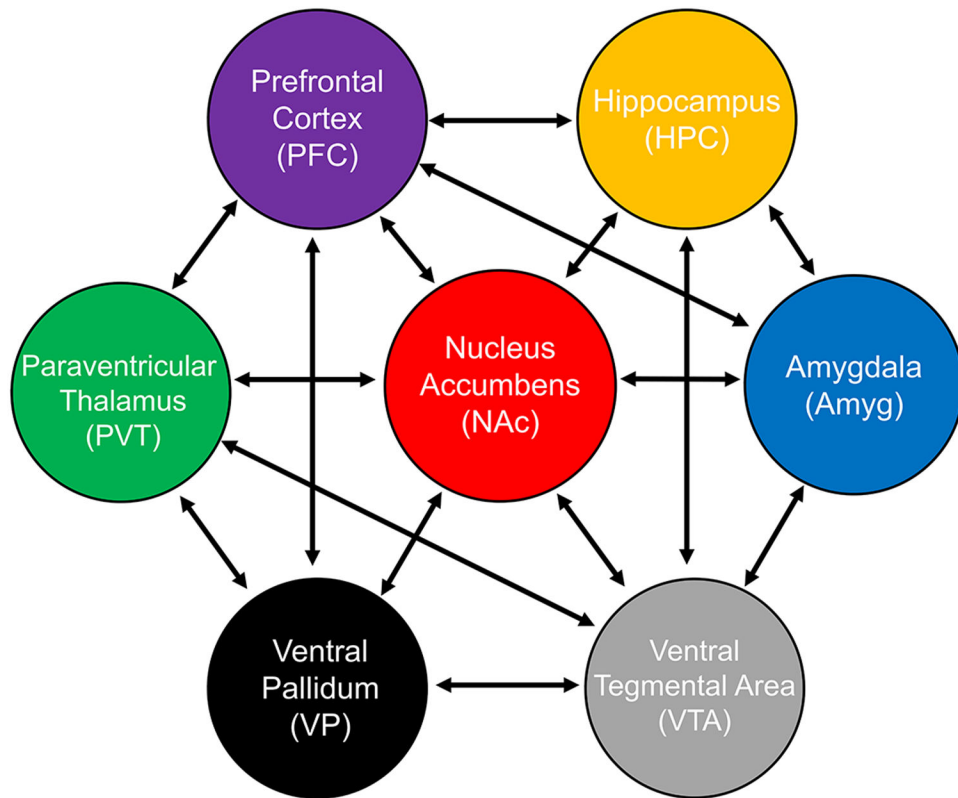 Prefrontal
Cortex
(PFC)
Hippocampus
(HPC)
Paraventricular
Thalamus
(PVT)
Nucleus
Accumbens
(NAc)
Amygdala
(Amyg)
Ventral
Pallidum
(VP)
Ventral
Tegmental Area
(VTA)